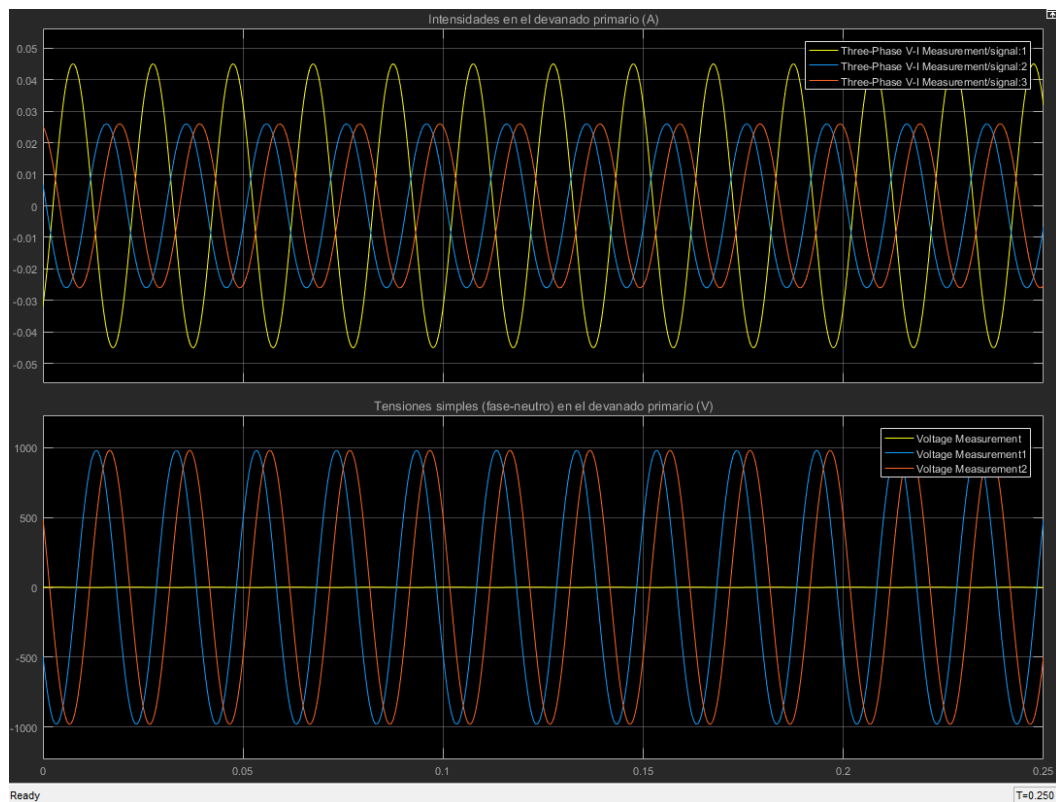 Intensidades en el devanado primario (A)
Three-Phase V-I Measurement/signal:1
Three-Phase V-I Measurement/signal:2
Three-Phase V-I Measurement/signal:3
0.05
0.04
0.03
0.02
0.01
0
-0.01
-0.02
-0.03
-0.04
-0.05
Tensiones simples (fase-neutro) en el devanado primario (V)
Voltage Measurement
Voltage Measurement1
Voltage Measurement2
1000
500
0
-500
-1000
0 0.05 0.1 0.15 0.2 0.25
Ready T=0.250